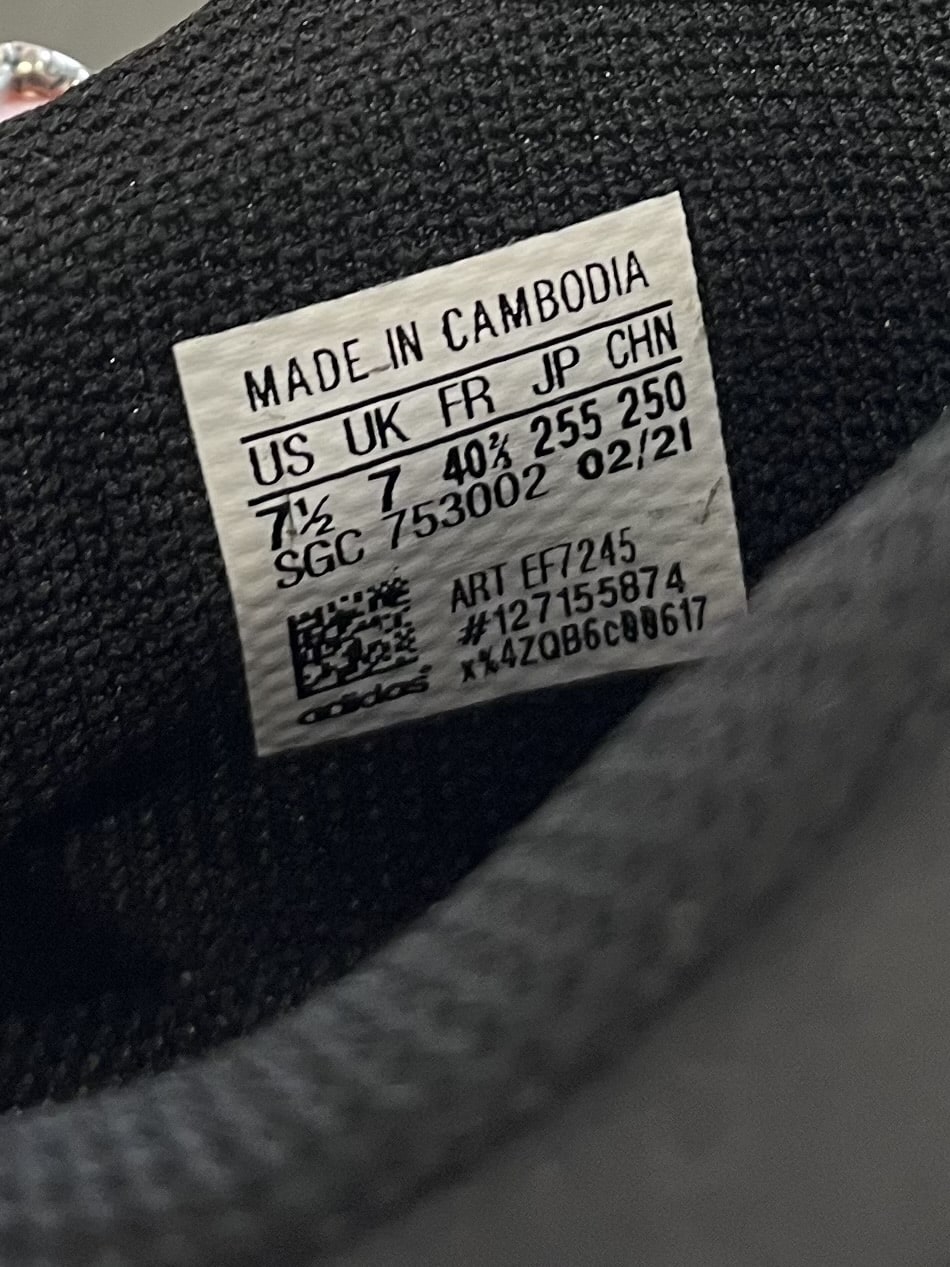 MADE IN CAMBODIA
US UK FR JP CHN
7½ 7 40⅔ 255 250
SGC 753002 02/21
ART EF7245
#127155874
x%4ZQB6c00617
adidas